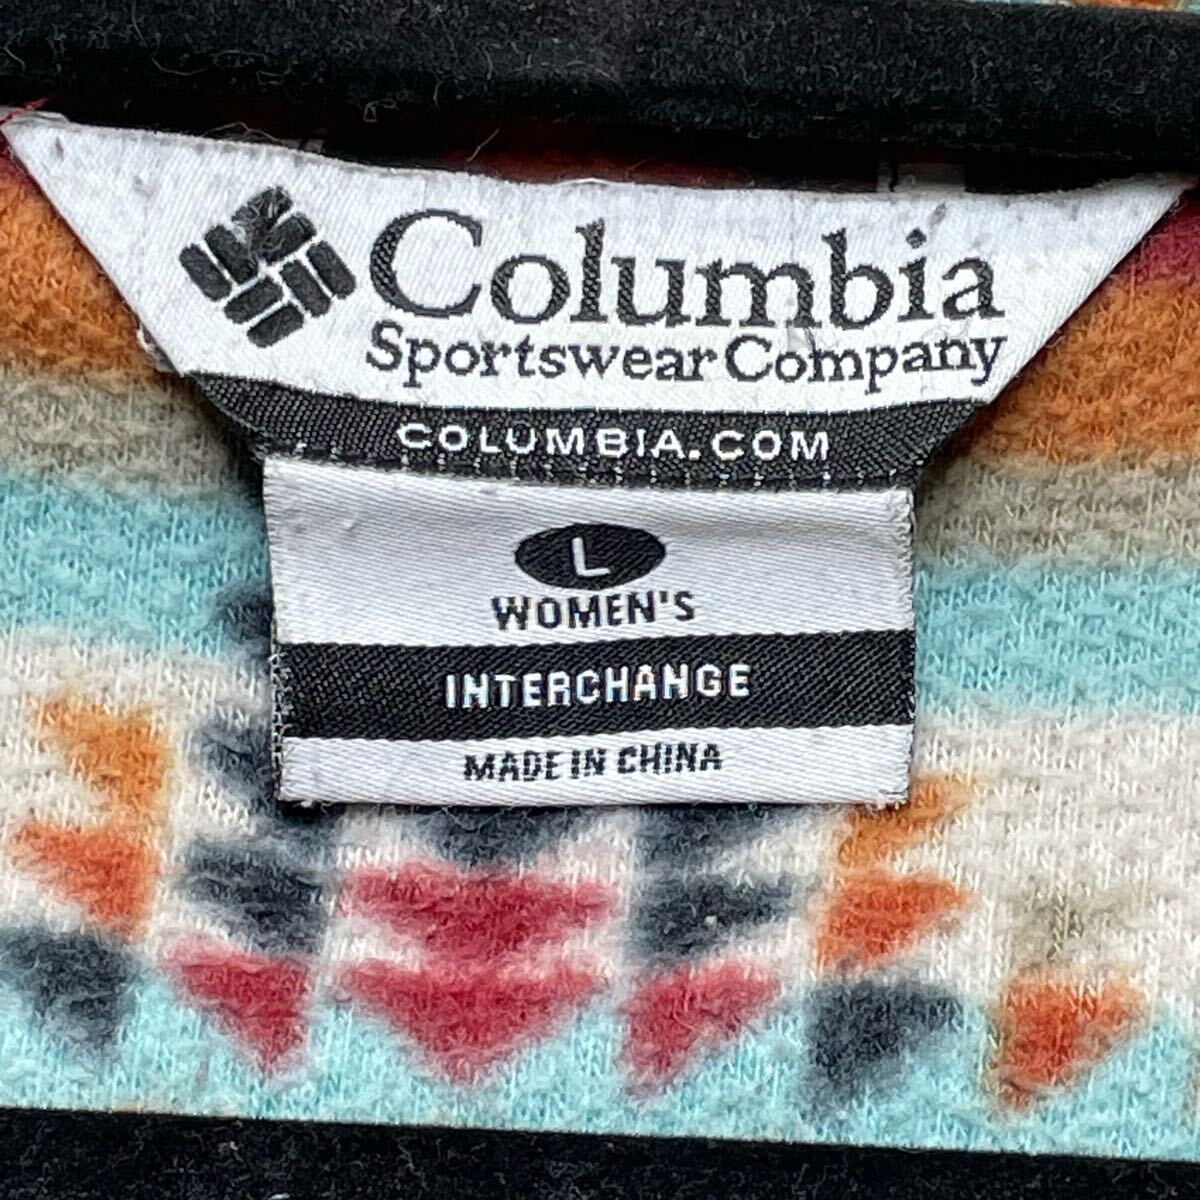 Columbia
Sportswear Company
COLUMBIA.COM
L
WOMEN'S
INTERCHANGE
MADE IN CHINA